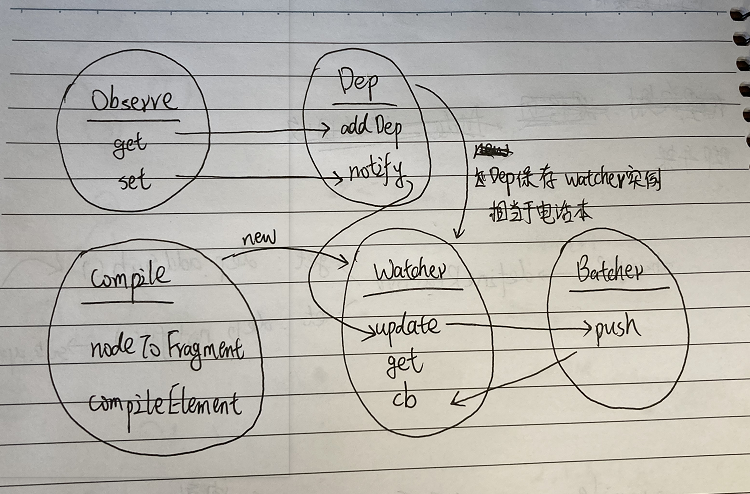 Observe
get
set
Dep
addDep
notify
Dep保存 watcher实例
相当于电话本
new
Compile
nodeToFragment
compileElement
Watcher
update
get
cb
Batcher
push